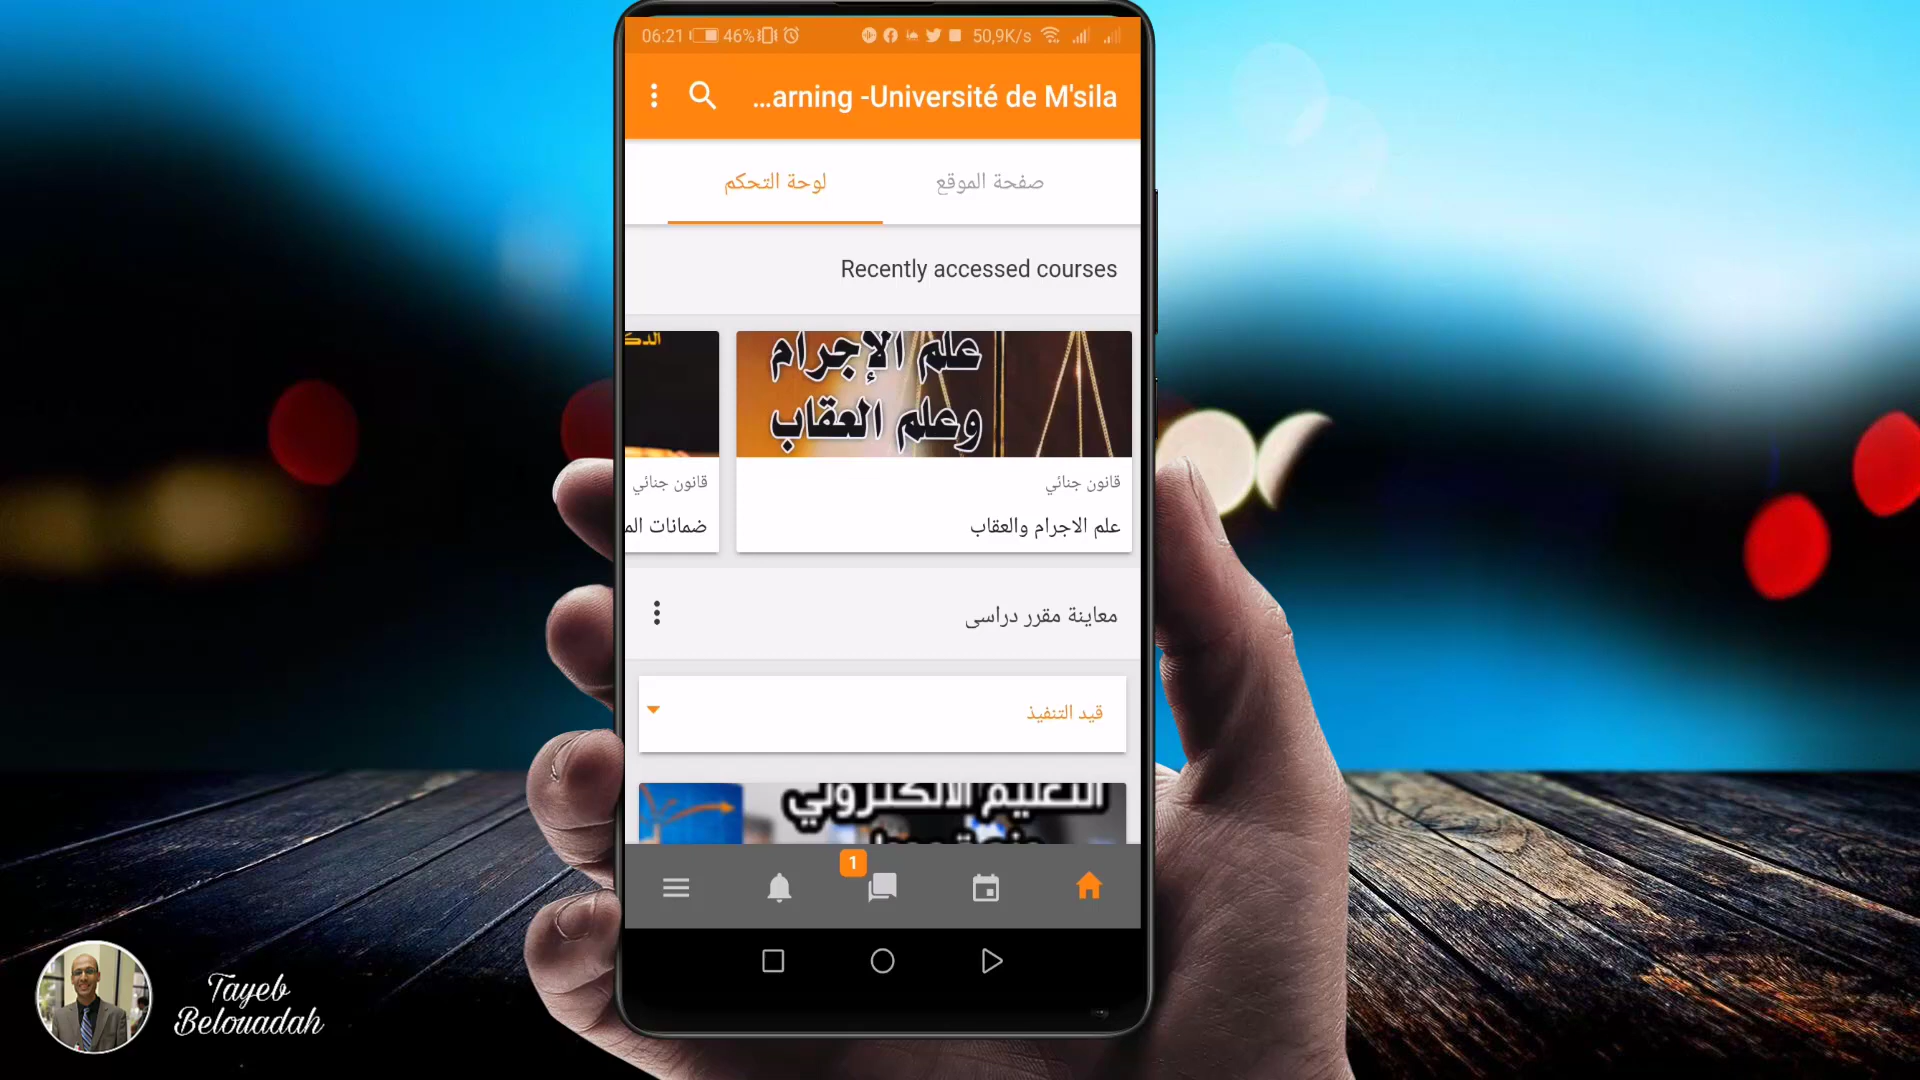 06:21 46% 50,9K/s
...arning -Université de M'sila
صفحة الموقع
لوحة التحكم
Recently accessed courses
علم الإجرام
وعلم العقاب
قانون جنائي
علم الاجرام والعقاب
قانون جنائي
ضمانات
معاينة مقرر دراسى
قيد التنفيذ
التعليم الالكتروني
1
Tayeb
Belouadah